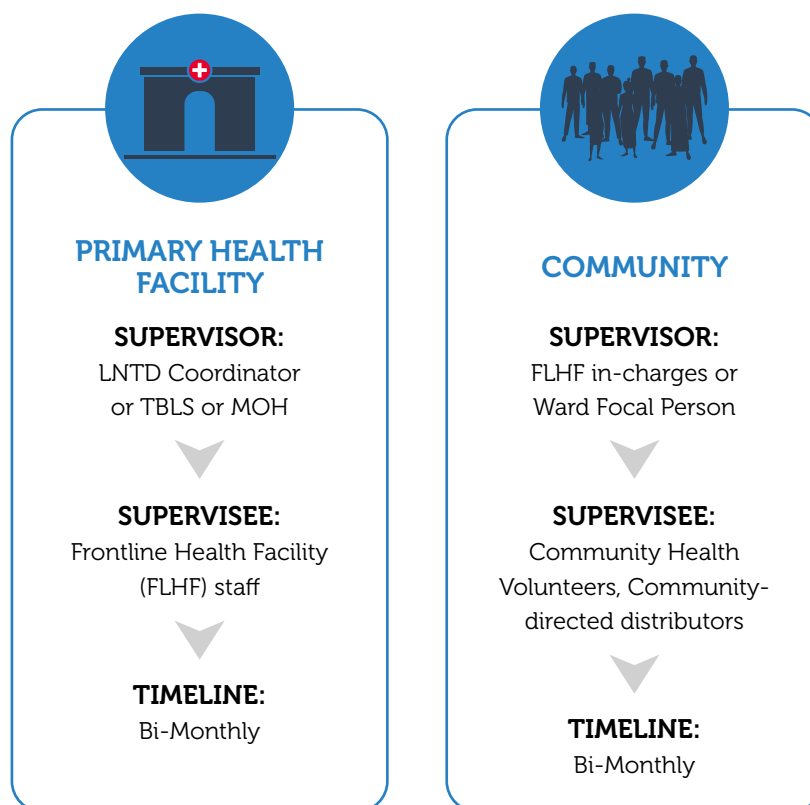 PRIMARY HEALTH
FACILITY
SUPERVISOR:
LNTD Coordinator
or TBLS or MOH
SUPERVISEE:
Frontline Health Facility
(FLHF) staff
TIMELINE:
Bi-Monthly
COMMUNITY
SUPERVISOR:
FLHF in-charges or
Ward Focal Person
SUPERVISEE:
Community Health
Volunteers, Community-
directed distributors
TIMELINE:
Bi-Monthly